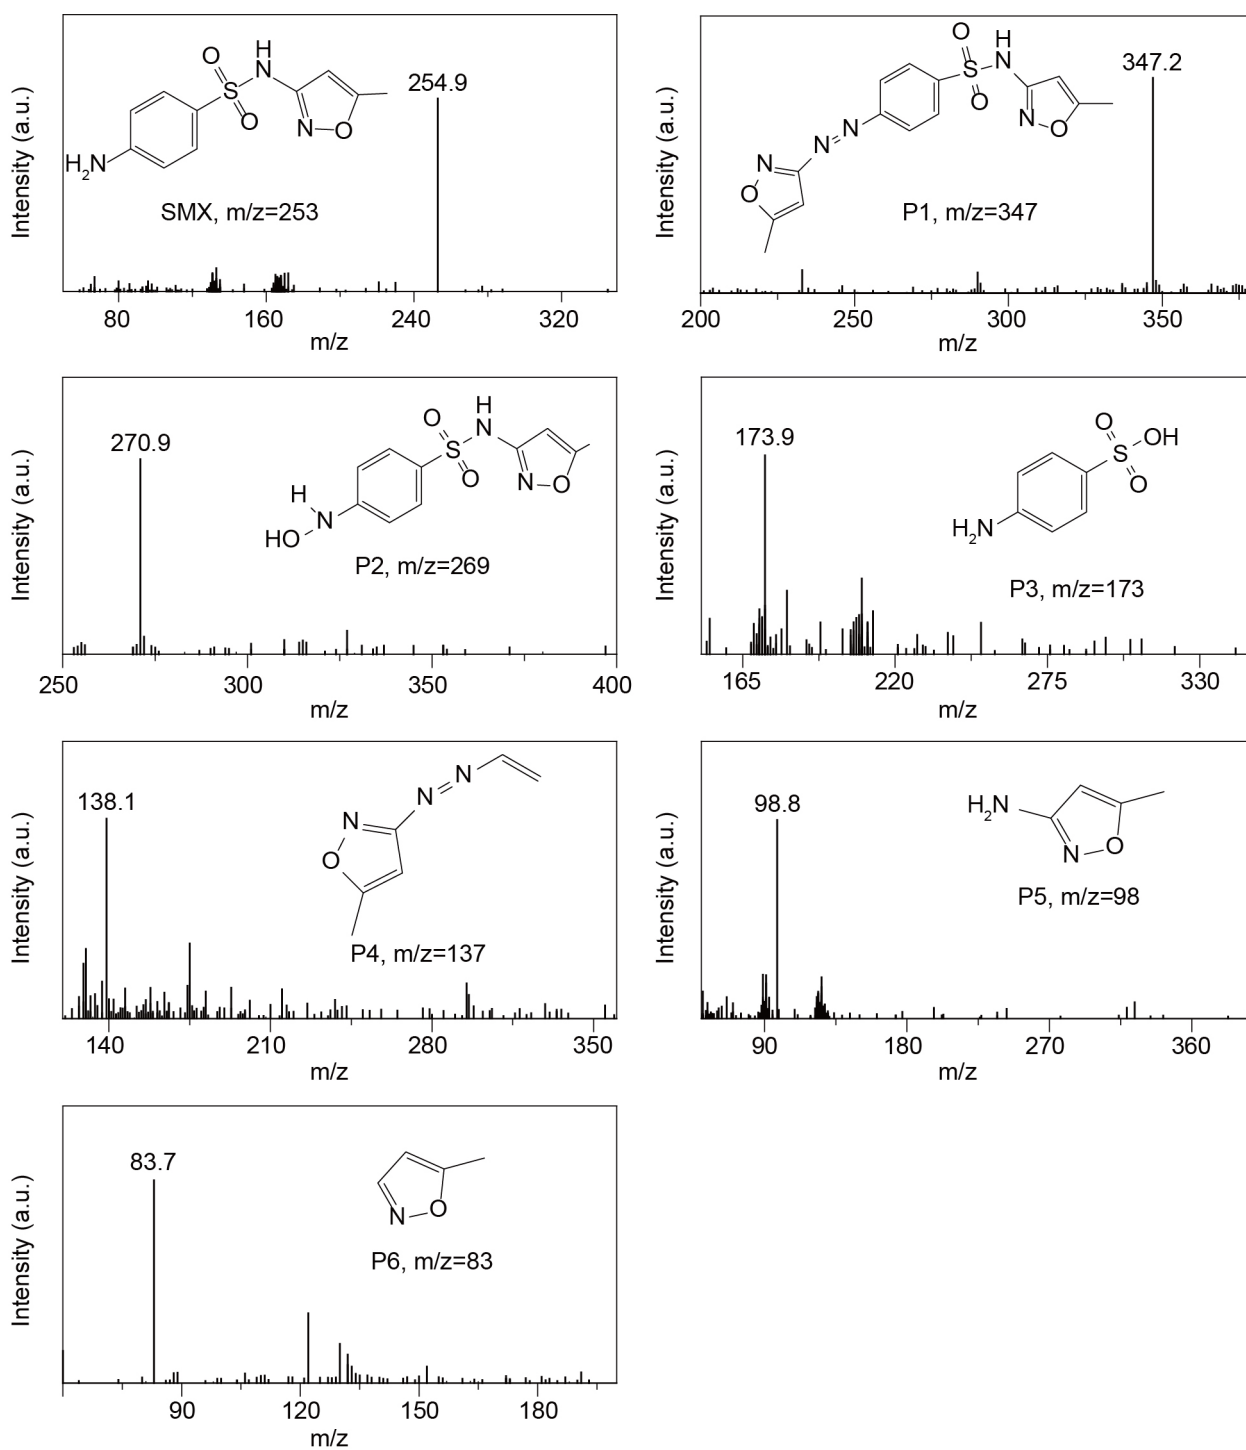 Intensity (a.u.)
H
O
N
S
O
N
O
H2N
254.9
SMX, m/z=253
80 160 240 320
m/z
Intensity (a.u.)
O
H
S
N
O
N
O
N
N
N
O
347.2
P1, m/z=347
200 250 300 350
m/z
Intensity (a.u.)
270.9
H
O
N
S
O
N
O
H
N
HO
P2, m/z=269
250 300 350 400
m/z
Intensity (a.u.)
173.9
O
OH
S
O
H2N
P3, m/z=173
165 220 275 330
m/z
Intensity (a.u.)
138.1
N
N
N
O
P4, m/z=137
140 210 280 350
m/z
Intensity (a.u.)
98.8
H2N
O
N
P5, m/z=98
90 180 270 360
m/z
Intensity (a.u.)
83.7
O
N
P6, m/z=83
90 120 150 180
m/z